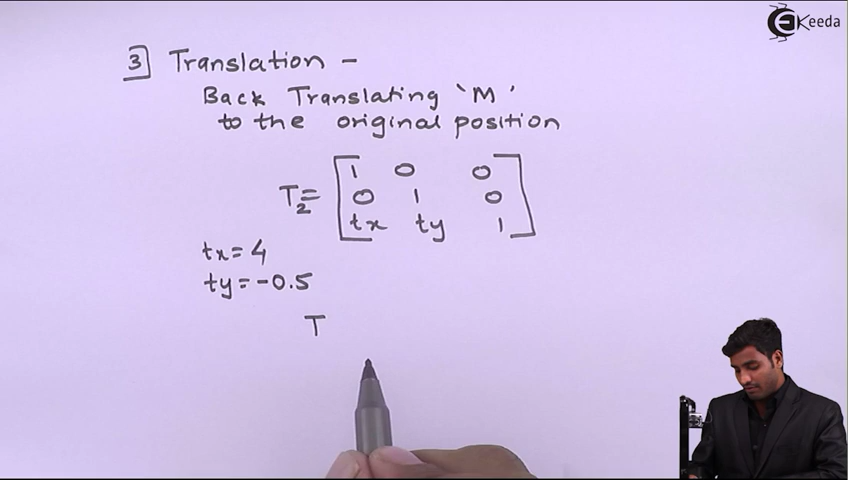 Ekeeda
3 Translation -
Back Translating 'M'
to the original position
T2= [ 1 0 0
0 1 0
tx ty 1 ]
tx=4
ty=-0.5
T